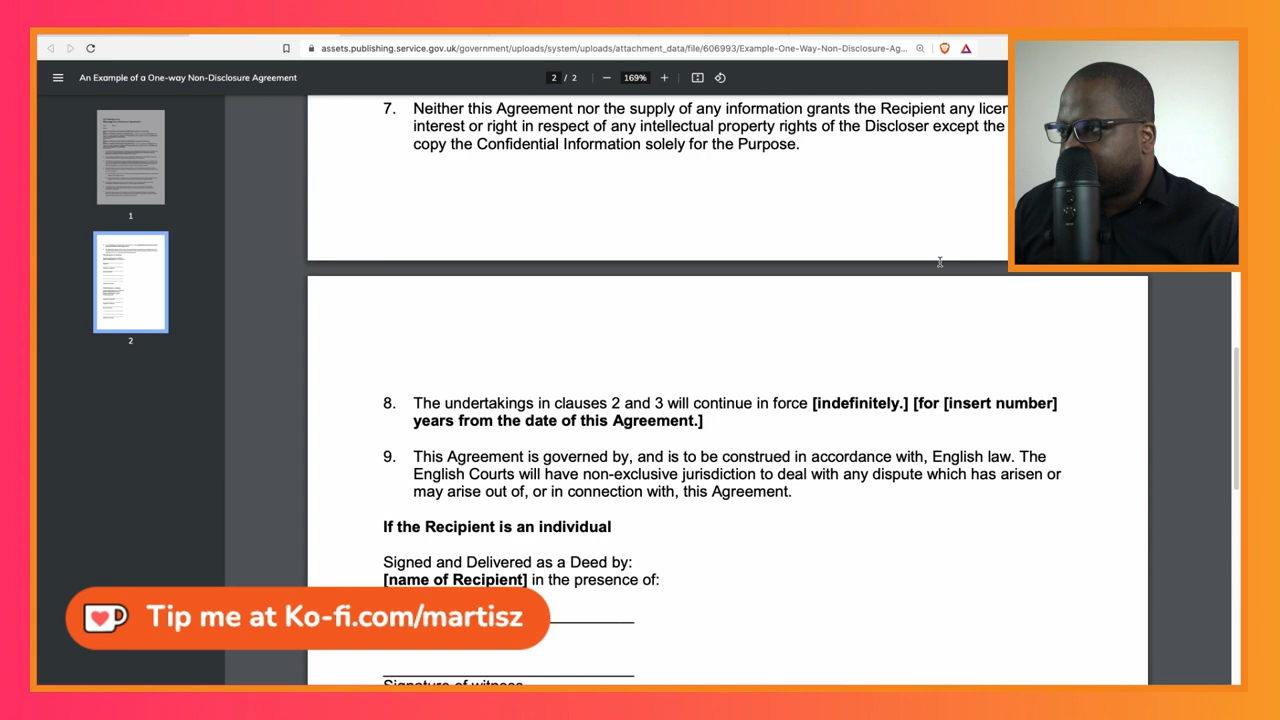 assets.publishing.service.gov.uk/government/uploads/system/uploads/attachment_data/file/606993/Example-One-Way-Non-Disclosure-Ag...
An Example of a One-way Non-Disclosure Agreement
2 / 2
169%
7. Neither this Agreement nor the supply of any information grants the Recipient any licen
interest or right in respect of any intellectual property rights of the Discloser except the
copy the Confidential Information solely for the Purpose.
1
2
8. The undertakings in clauses 2 and 3 will continue in force [indefinitely.] [for [insert number]
years from the date of this Agreement.]
9. This Agreement is governed by, and is to be construed in accordance with, English law. The
English Courts will have non-exclusive jurisdiction to deal with any dispute which has arisen or
may arise out of, or in connection with, this Agreement.
If the Recipient is an individual
Signed and Delivered as a Deed by:
[name of Recipient] in the presence of:
Tip me at Ko-fi.com/martisz
Signature of witness